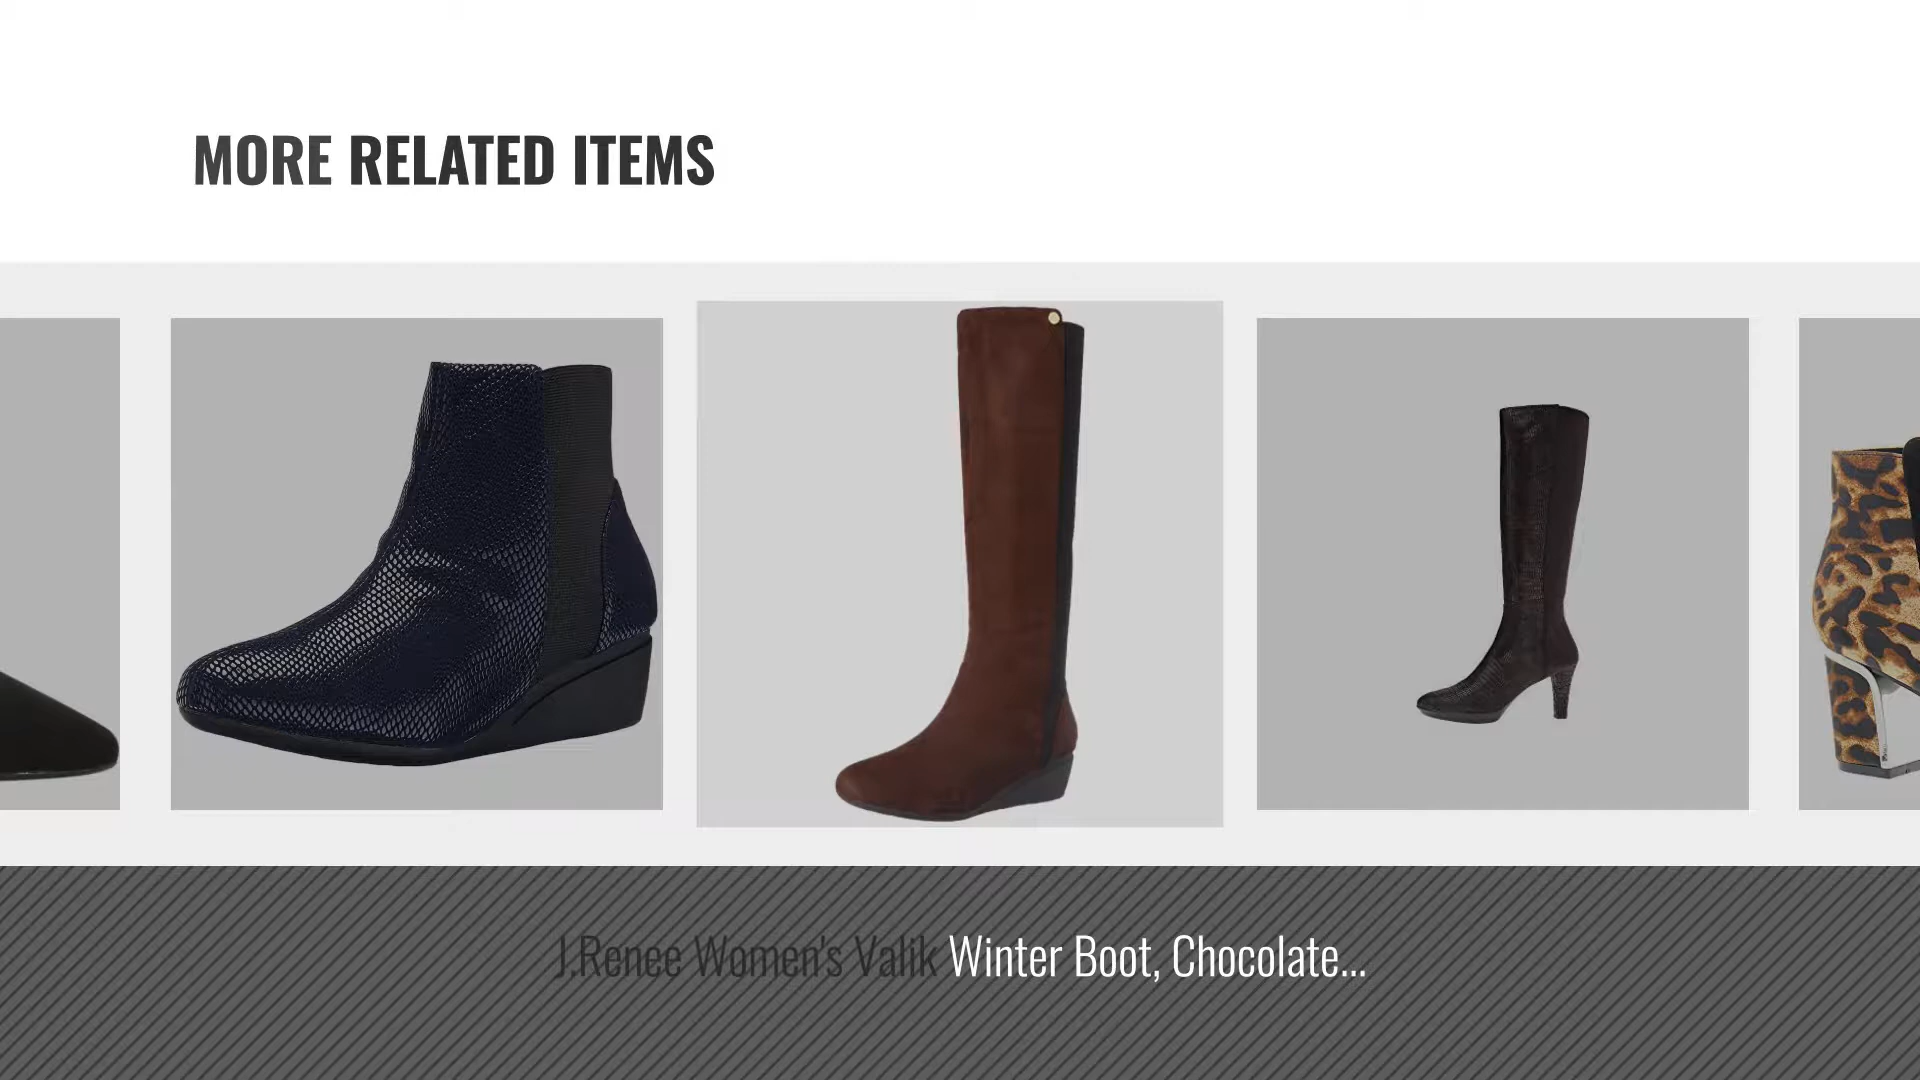 MORE RELATED ITEMS
J.Renee Women's Valik Winter Boot, Chocolate...